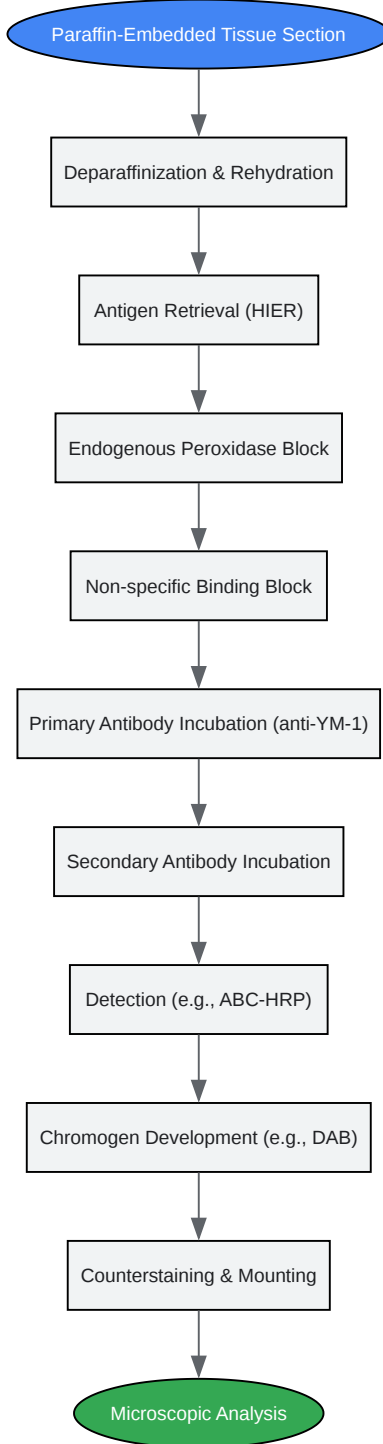 Paraffin-Embedded Tissue Section
Deparaffinization & Rehydration
Antigen Retrieval (HIER)
Endogenous Peroxidase Block
Non-specific Binding Block
Primary Antibody Incubation (anti-YM-1)
Secondary Antibody Incubation
Detection (e.g., ABC-HRP)
Chromogen Development (e.g., DAB)
Counterstaining & Mounting
Microscopic Analysis